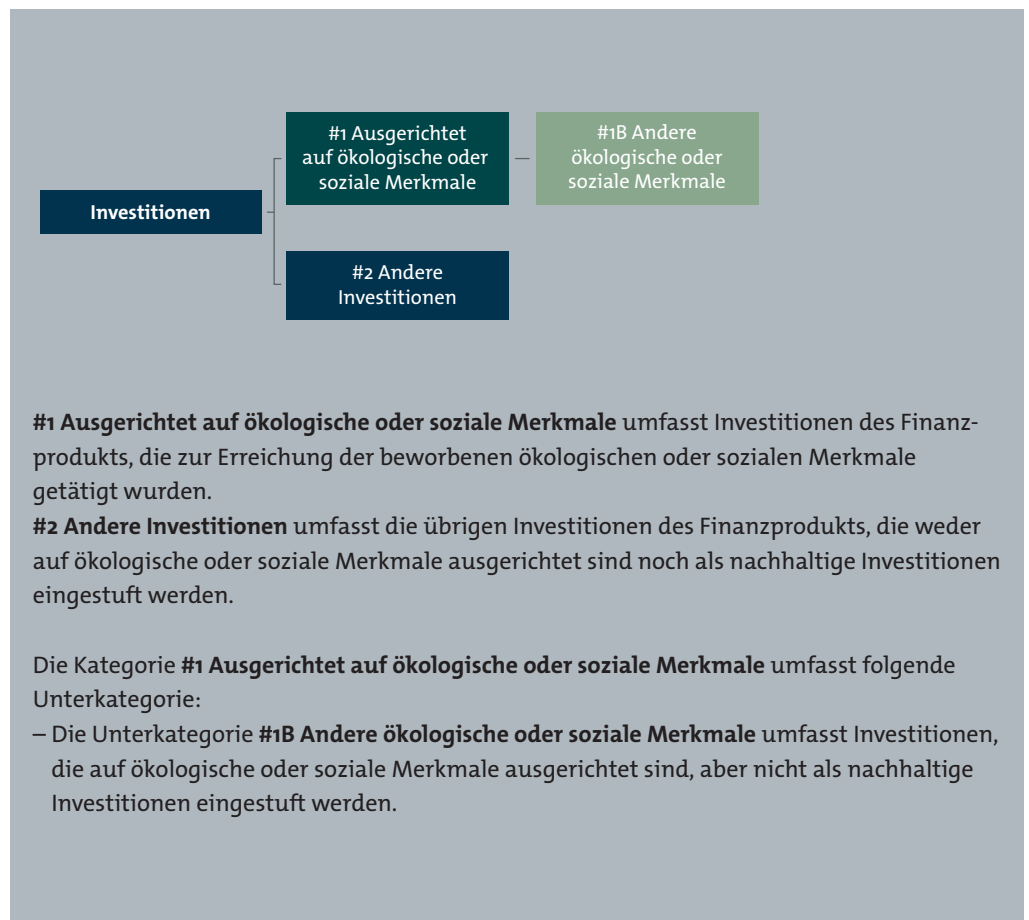 #1 Ausgerichtet
auf ökologische oder
soziale Merkmale
#1B Andere
ökologische oder
soziale Merkmale
Investitionen
#2 Andere
Investitionen
#1 Ausgerichtet auf ökologische oder soziale Merkmale umfasst Investitionen des Finanz-
produkts, die zur Erreichung der beworbenen ökologischen oder sozialen Merkmale
getätigt wurden.
#2 Andere Investitionen umfasst die übrigen Investitionen des Finanzprodukts, die weder
auf ökologische oder soziale Merkmale ausgerichtet sind noch als nachhaltige Investitionen
eingestuft werden.
Die Kategorie #1 Ausgerichtet auf ökologische oder soziale Merkmale umfasst folgende
Unterkategorie:
– Die Unterkategorie #1B Andere ökologische oder soziale Merkmale umfasst Investitionen,
die auf ökologische oder soziale Merkmale ausgerichtet sind, aber nicht als nachhaltige
Investitionen eingestuft werden.